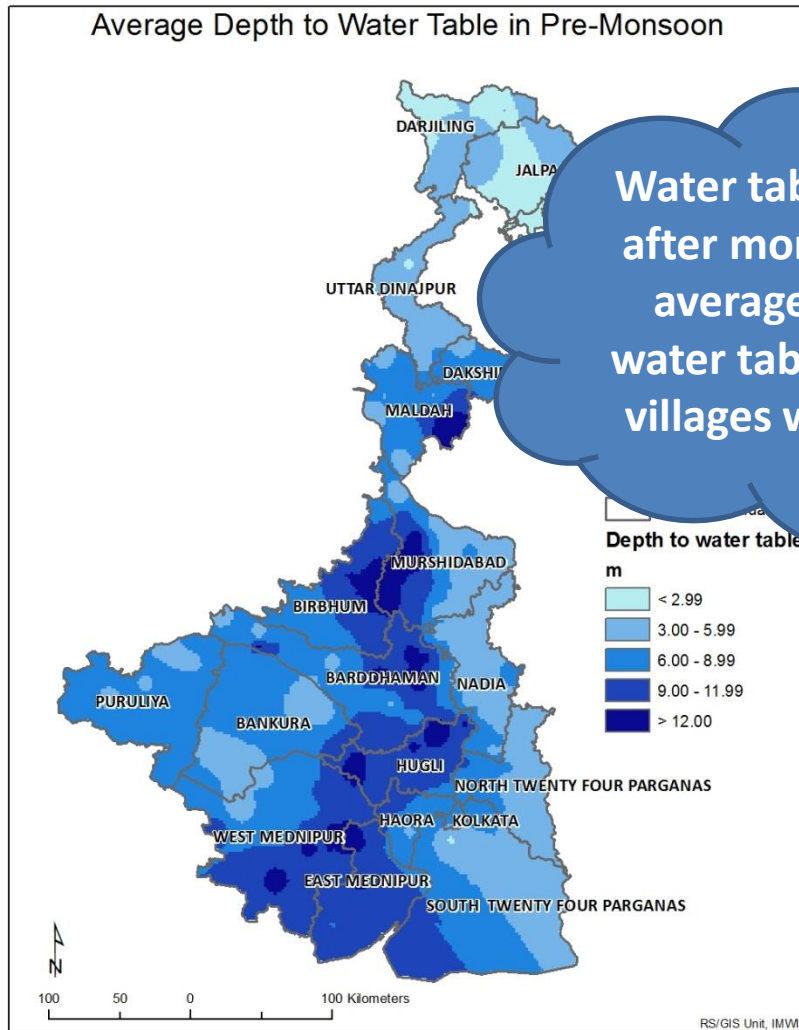 Average Depth to Water Table in Pre-Monsoon
DARJILING
JALPA
Water tab
after mon
average
water tab
villages w
UTTAR DINAJPUR
DAKSHI
MALDAH
Depth to water table
m
< 2.99
3.00 - 5.99
6.00 - 8.99
9.00 - 11.99
> 12.00
MURSHIDABAD
BIRBHUM
BARDDHAMAN
NADIA
PURULIYA
BANKURA
HUGLI
NORTH TWENTY FOUR PARGANAS
HAORA
KOLKATA
WEST MEDNIPUR
EAST MEDNIPUR
SOUTH TWENTY FOUR PARGANAS
N
100 50 0 100 Kilometers
RS/GIS Unit, IMWI